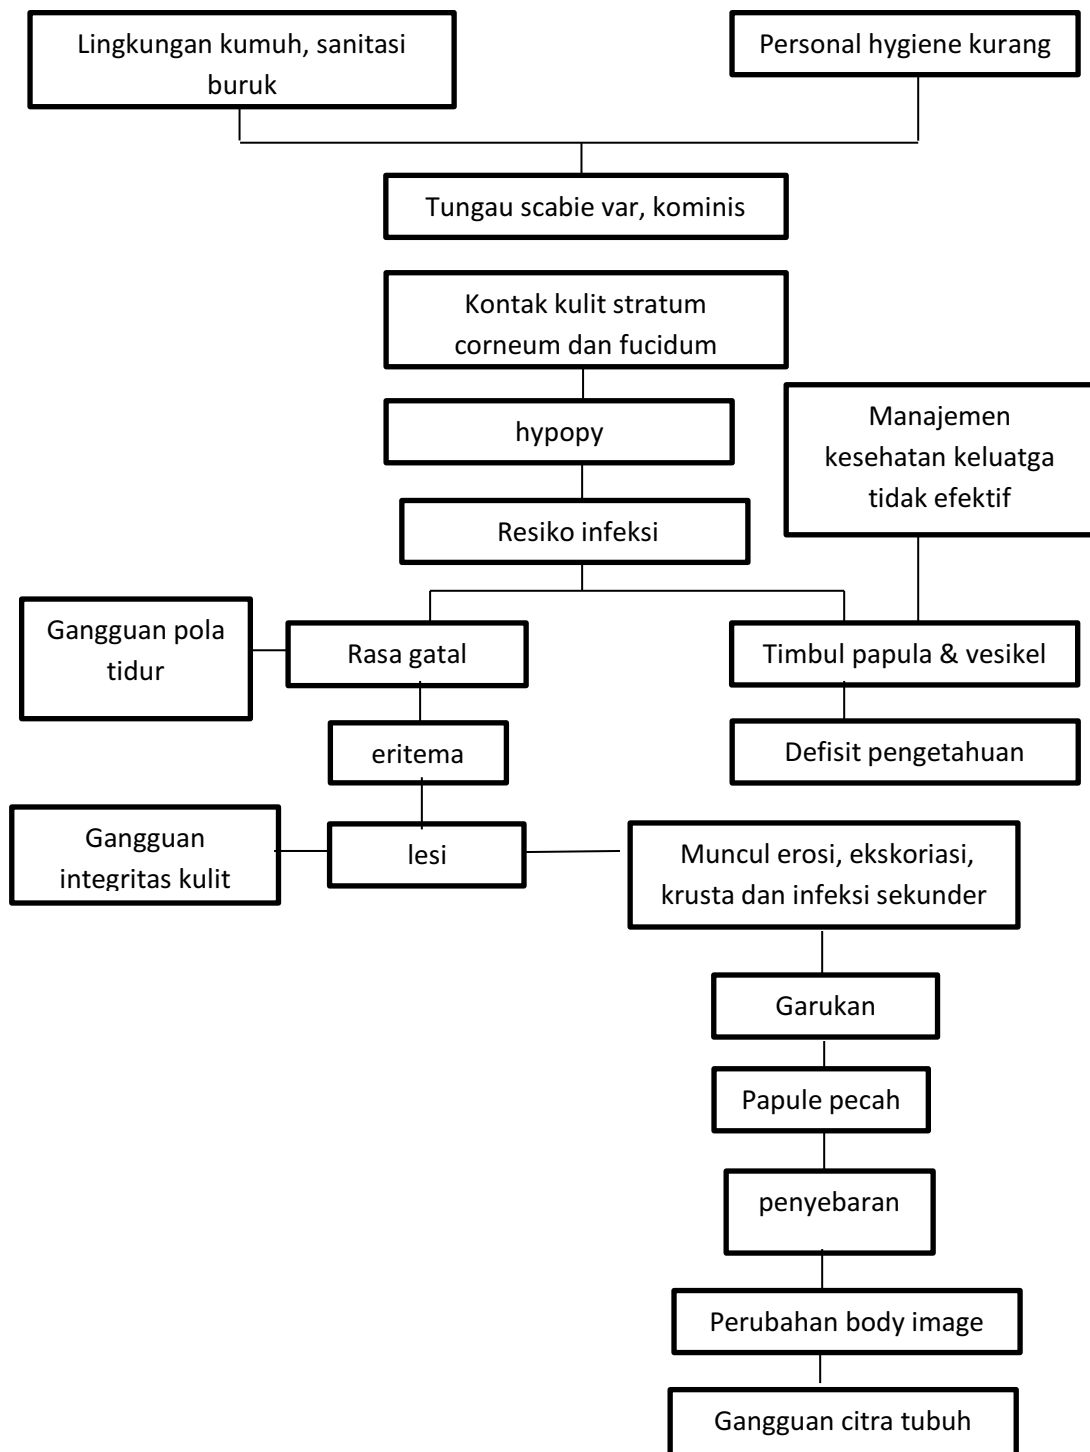 Lingkungan kumuh, sanitasi
buruk
Personal hygiene kurang
Tungau scabie var, kominis
Kontak kulit stratum
corneum dan fucidum
hypopy
Manajemen
kesehatan keluatga
tidak efektif
Resiko infeksi
Gangguan pola
tidur
Rasa gatal
Timbul papula & vesikel
eritema
Defisit pengetahuan
Gangguan
integritas kulit
lesi
Muncul erosi, ekskoriasi,
krusta dan infeksi sekunder
Garukan
Papule pecah
penyebaran
Perubahan body image
Gangguan citra tubuh